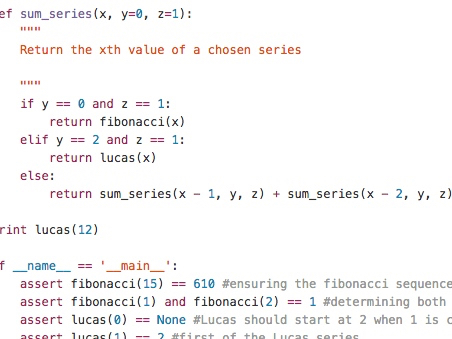 ef sum_series(x, y=0, z=1):
"""
Return the xth value of a chosen series
"""
if y == 0 and z == 1:
return fibonacci(x)
elif y == 2 and z == 1:
return lucas(x)
else:
return sum_series(x - 1, y, z) + sum_series(x - 2, y, z)
rint lucas(12)
f __name__ == '__main__':
assert fibonacci(15) == 610 #ensuring the fibonacci sequence
assert fibonacci(1) and fibonacci(2) == 1 #determining both
assert lucas(0) == None #Lucas should start at 2 when 1 is c
assert lucas(1) == 2 #first of the Lucas series